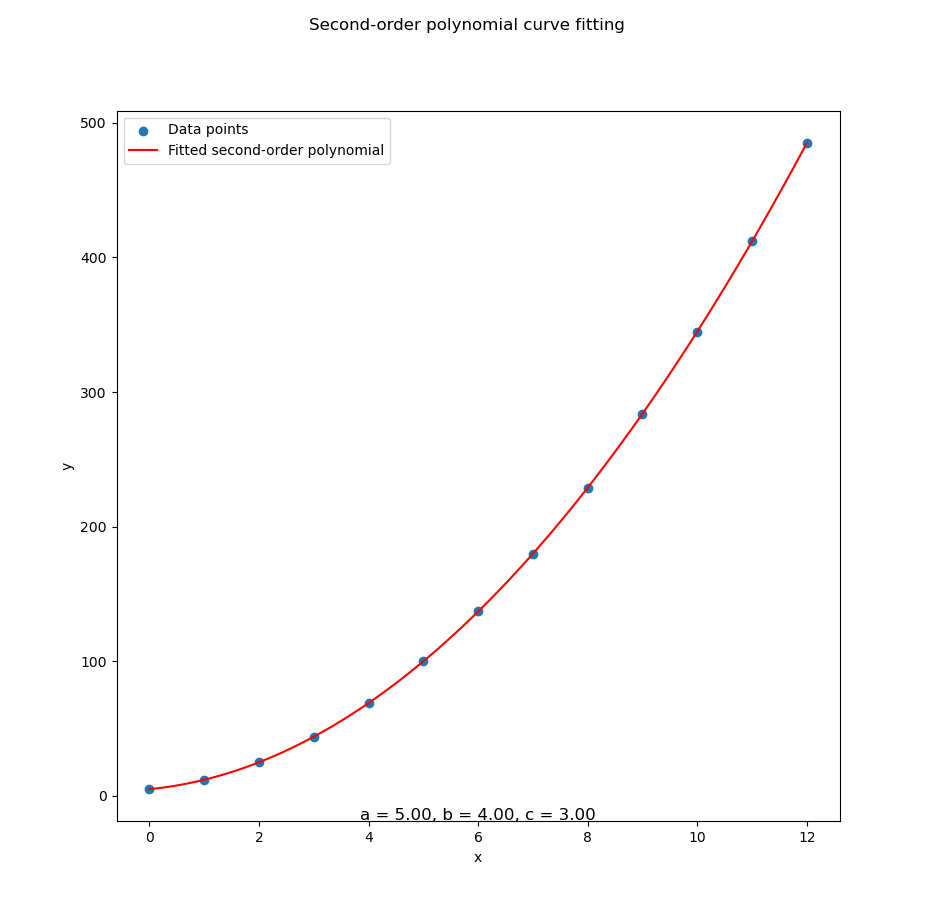 Second-order polynomial curve fitting
Data points
Fitted second-order polynomial
500
400
300
200
100
0
y
a = 5.00, b = 4.00, c = 3.00
0 2 4 6 8 10 12
x